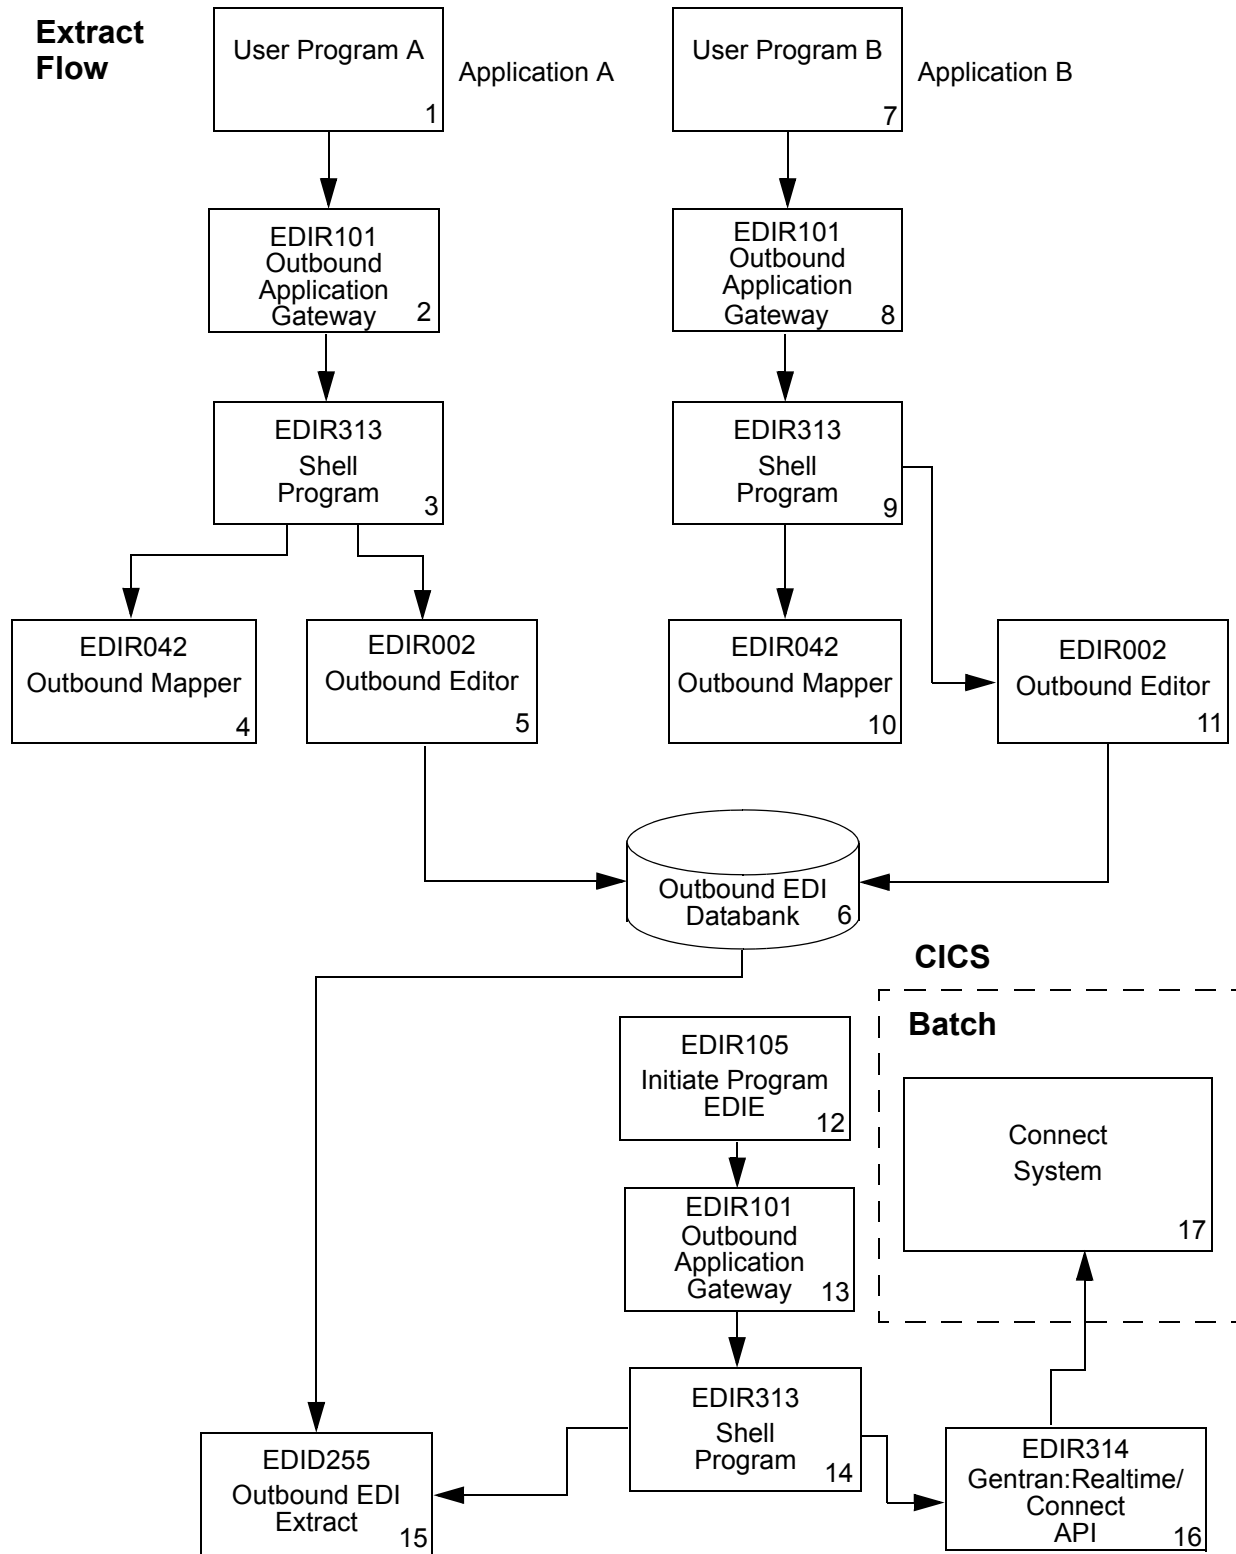 Extract
Flow
User Program A
1
Application A
User Program B
7
Application B
EDIR101
Outbound
Application
Gateway
2
EDIR101
Outbound
Application
Gateway
8
EDIR313
Shell
Program
3
EDIR313
Shell
Program
9
EDIR042
Outbound Mapper
4
EDIR002
Outbound Editor
5
EDIR042
Outbound Mapper
10
EDIR002
Outbound Editor
11
Outbound EDI
Databank
6
CICS
Batch
EDIR105
Initiate Program
EDIE
12
Connect
System
17
EDIR101
Outbound
Application
Gateway
13
EDIR313
Shell
Program
14
EDID255
Outbound EDI
Extract
15
EDIR314
Gentran:Realtime/
Connect
API
16